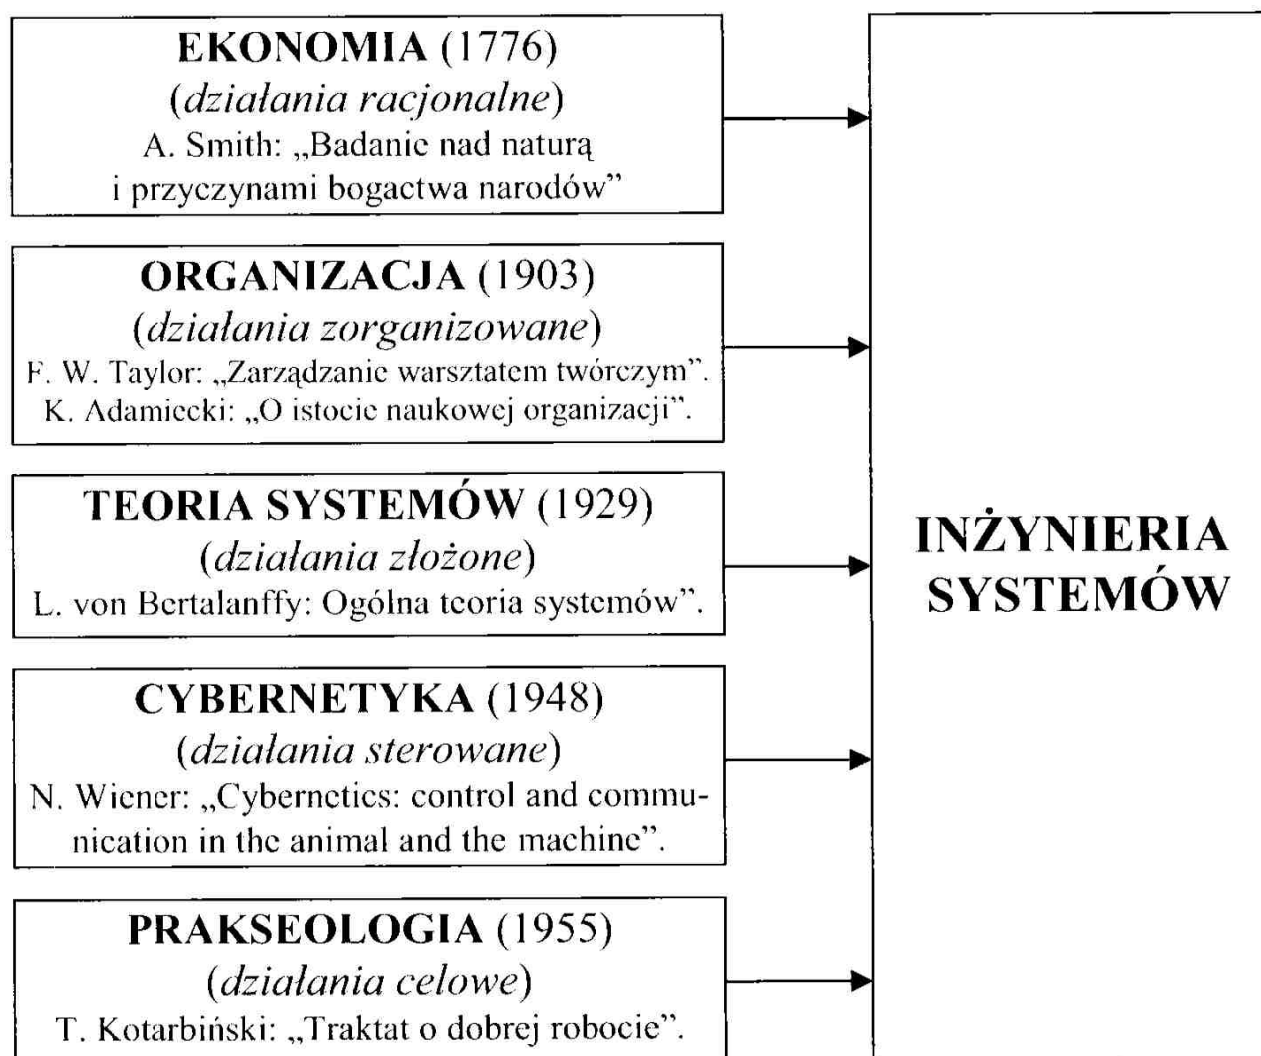 EKONOMIA (1776)
(działania racjonalne)
A. Smith: „Badanie nad naturą
i przyczynami bogactwa narodów”
ORGANIZACJA (1903)
(działania zorganizowane)
F. W. Taylor: „Zarządzanie warsztatem twórczym”.
K. Adamiecki: „O istocie naukowej organizacji”.
TEORIA SYSTEMÓW (1929)
(działania złożone)
L. von Bertalanffy: Ogólna teoria systemów”.
CYBERNETYKA (1948)
(działania sterowane)
N. Wiener: „Cybernetics: control and commu-
nication in the animal and the machine”.
PRAKSEOLOGIA (1955)
(działania celowe)
T. Kotarbiński: „Traktat o dobrej robocie”.
INŻYNIERIA
SYSTEMÓW